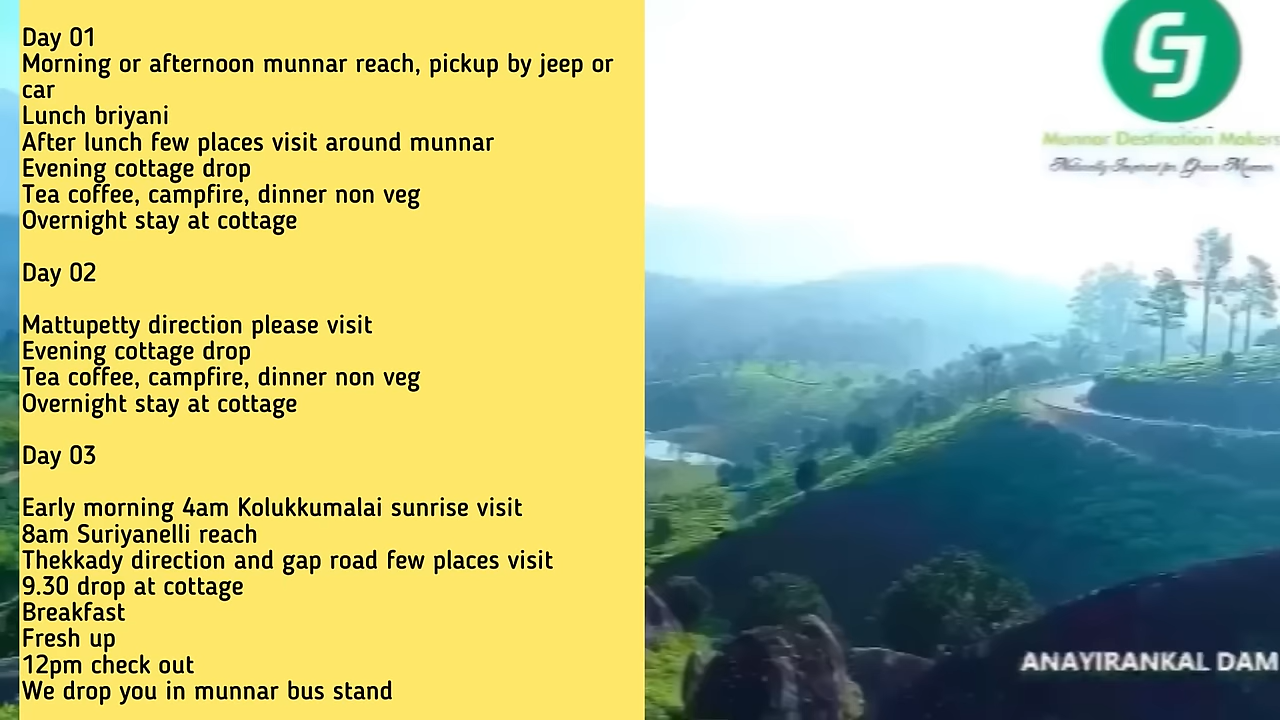 Day 01
Morning or afternoon munnar reach, pickup by jeep or
car
Lunch briyani
After lunch few places visit around munnar
Evening cottage drop
Tea coffee, campfire, dinner non veg
Overnight stay at cottage
Day 02
Mattupetty direction please visit
Evening cottage drop
Tea coffee, campfire, dinner non veg
Overnight stay at cottage
Day 03
Early morning 4am Kolukkumalai sunrise visit
8am Suriyanelli reach
Thekkady direction and gap road few places visit
9.30 drop at cottage
Breakfast
Fresh up
12pm check out
We drop you in munnar bus stand
GJ
Munnar Destination Makers
Naturally Inspired for
ANAYIRANKAL DAM